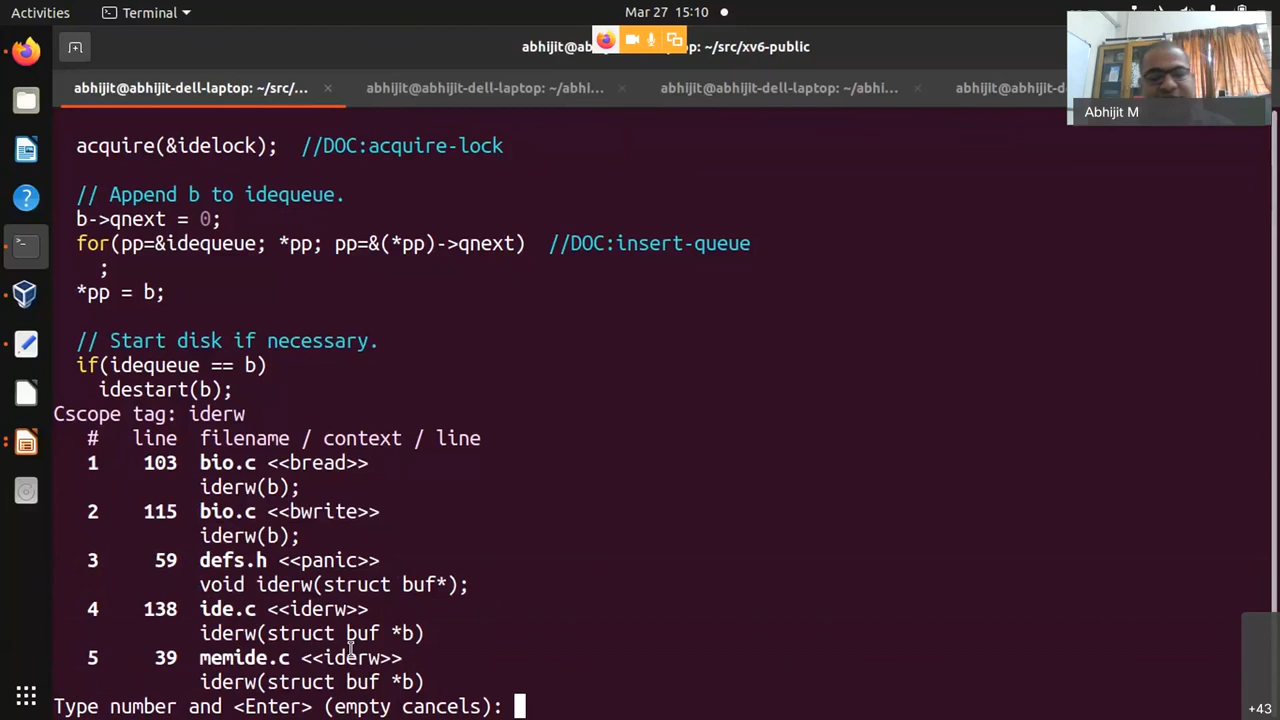 Activities
Terminal
Mar 27 15:10
abhijit@ab
p: ~/src/xv6-public
abhijit@abhijit-dell-laptop: ~/src/... ×
abhijit@abhijit-dell-laptop: ~/abhi... ×
abhijit@abhijit-dell-laptop: ~/abhi... ×
abhijit@abhijit-d
Abhijit M
acquire(&idelock);  //DOC:acquire-lock
// Append b to idequeue.
b->qnext = 0;
for(pp=&idequeue; *pp; pp=&(*pp)->qnext)  //DOC:insert-queue
;
*pp = b;
// Start disk if necessary.
if(idequeue == b)
idestart(b);
Cscope tag: iderw
#   line  filename / context / line
1    103  bio.c <<bread>>
iderw(b);
2    115  bio.c <<bwrite>>
iderw(b);
3     59  defs.h <<panic>>
void iderw(struct buf*);
4    138  ide.c <<iderw>>
iderw(struct buf *b)
5     39  memide.c <<iderw>>
iderw(struct buf *b)
Type number and <Enter> (empty cancels):
+43